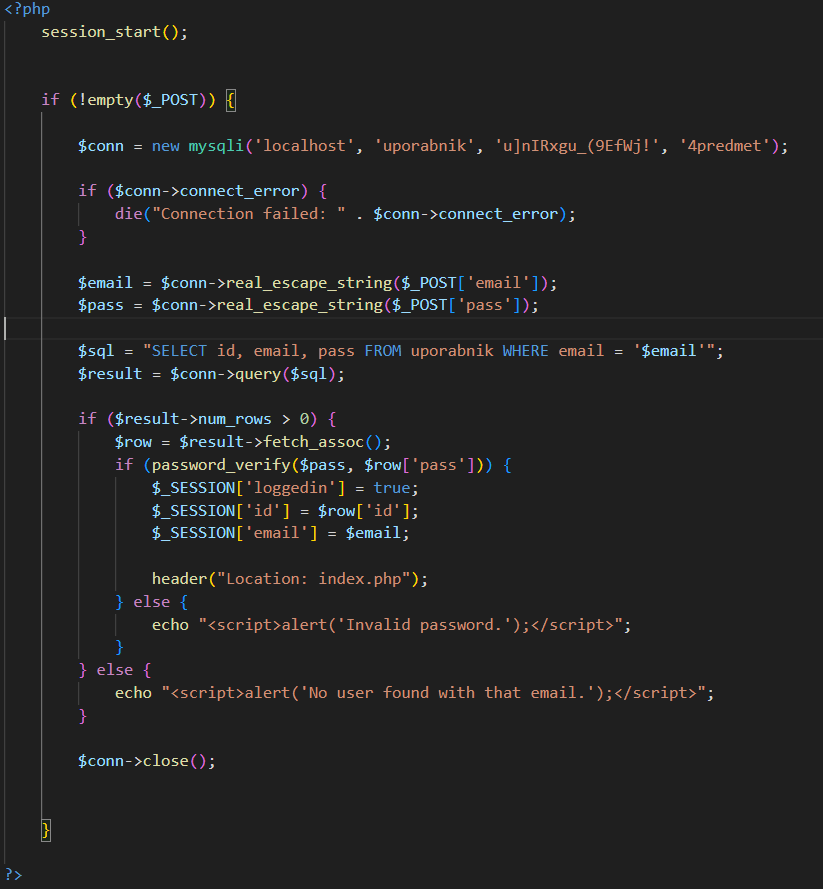 <?php
session_start();
if (!empty($_POST)) {
$conn = new mysqli('localhost', 'uporabnik', 'u]nIRxgu_(9EfWj!', '4predmet');
if ($conn->connect_error) {
die("Connection failed: " . $conn->connect_error);
}
$email = $conn->real_escape_string($_POST['email']);
$pass = $conn->real_escape_string($_POST['pass']);
$sql = "SELECT id, email, pass FROM uporabnik WHERE email = '$email'";
$result = $conn->query($sql);
if ($result->num_rows > 0) {
$row = $result->fetch_assoc();
if (password_verify($pass, $row['pass'])) {
$_SESSION['loggedin'] = true;
$_SESSION['id'] = $row['id'];
$_SESSION['email'] = $email;
header("Location: index.php");
} else {
echo "<script>alert('Invalid password.');</script>";
}
} else {
echo "<script>alert('No user found with that email.');</script>";
}
$conn->close();
}
?>